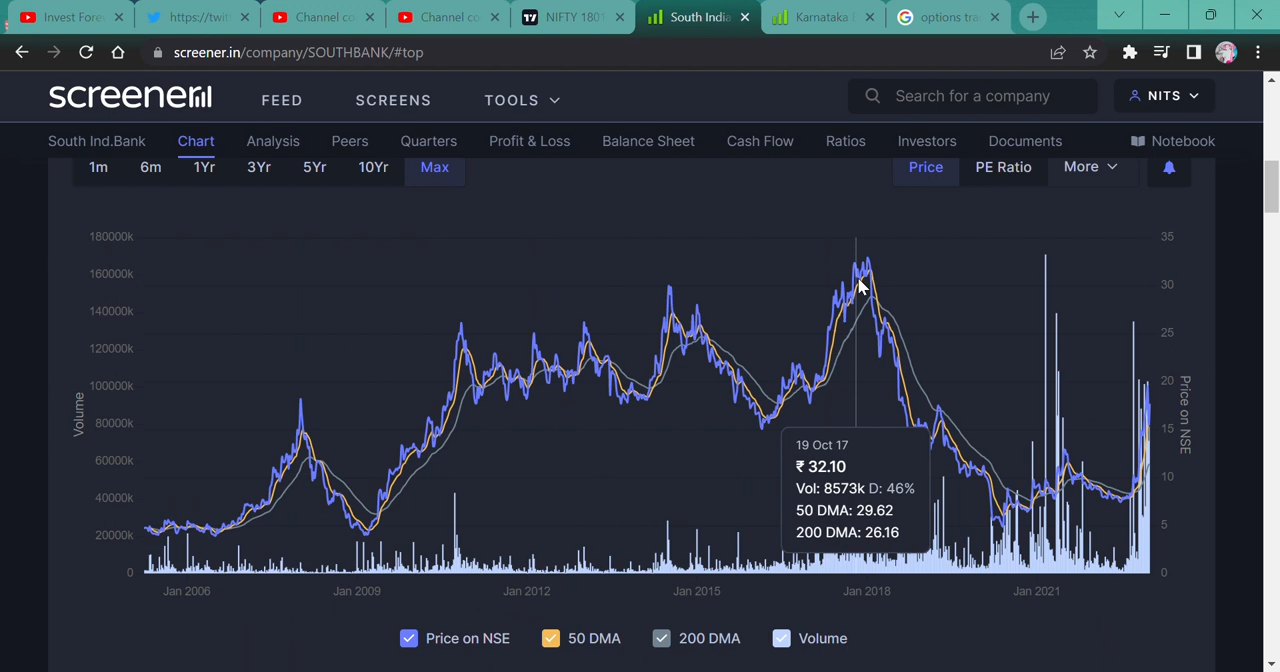 Invest Forev
https://twit
Channel co
Channel co
NIFTY 1801
South India
Karnataka B
options tra
screener.in/company/SOUTHBANK/#top
screener
FEED
SCREENS
TOOLS
Search for a company
NITS
South Ind.Bank
Chart
Analysis
Peers
Quarters
Profit & Loss
Balance Sheet
Cash Flow
Ratios
Investors
Documents
Notebook
1m
6m
1Yr
3Yr
5Yr
10Yr
Max
Price
PE Ratio
More
180000k
160000k
140000k
120000k
100000k
80000k
60000k
40000k
20000k
0
Volume
35
30
25
20
15
10
5
0
Price on NSE
19 Oct 17
₹ 32.10
Vol: 8573k D: 46%
50 DMA: 29.62
200 DMA: 26.16
Jan 2006
Jan 2009
Jan 2012
Jan 2015
Jan 2018
Jan 2021
Price on NSE
50 DMA
200 DMA
Volume